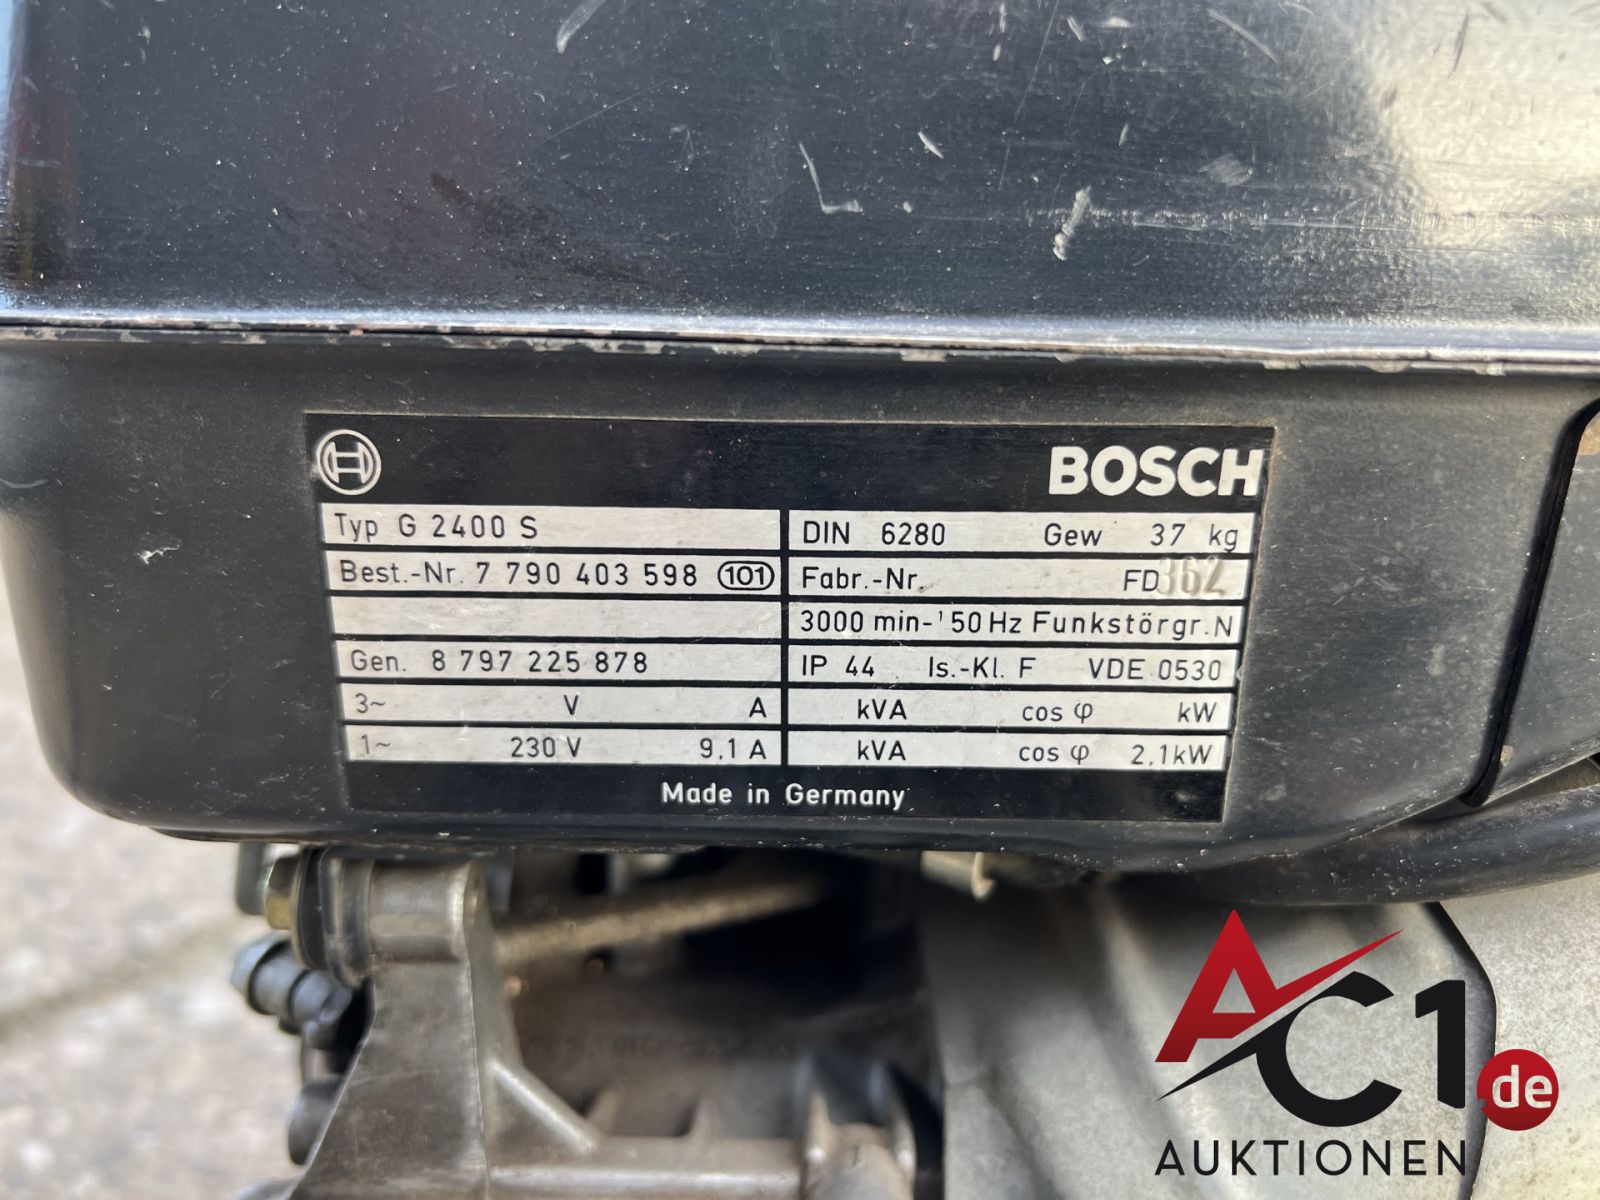 BOSCH
Typ G 2400 S
Best.-Nr. 7 790 403 598 101
Gen. 8 797 225 878
3~ V A
1~ 230 V 9,1 A
DIN 6280 Gew 37 kg
Fabr.-Nr. FD 362
3000 min-¹ 50 Hz Funkstörgr. N
IP 44 Is.-Kl. F VDE 0530
kVA cos φ kW
kVA cos φ 2,1kW
Made in Germany
AC1.de
AUKTIONEN